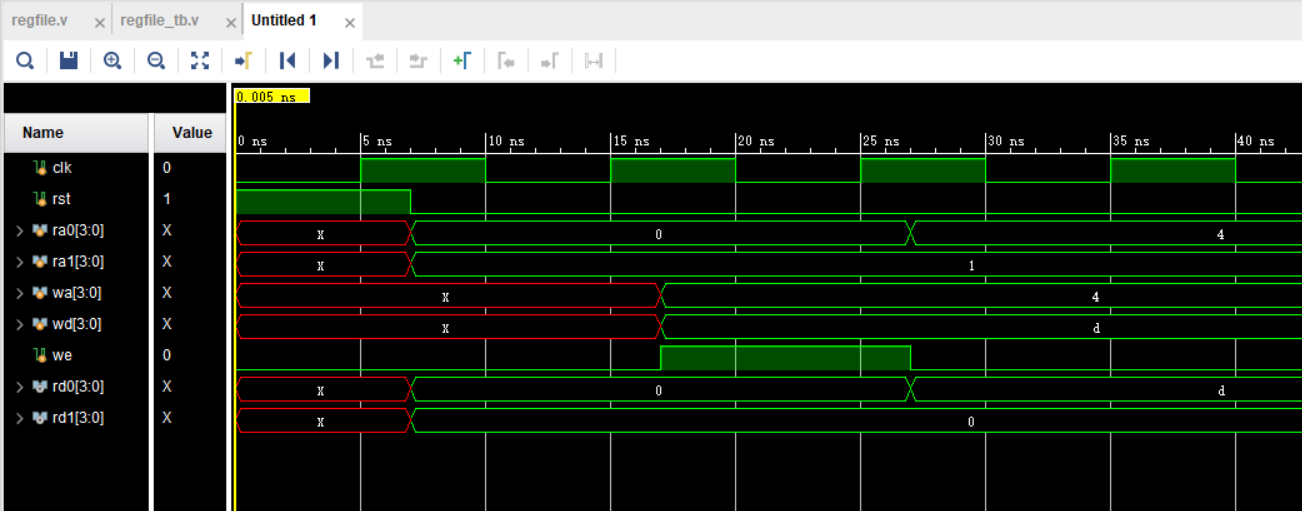 regfile.v regfile_tb.v Untitled 1
0.005 ns
Name Value
0 ns 5 ns 10 ns 15 ns 20 ns 25 ns 30 ns 35 ns 40 ns
clk 0
rst 1
ra0[3:0] X X 0 4
ra1[3:0] X X 1
wa[3:0] X X 4
wd[3:0] X X d
we 0
rd0[3:0] X X 0 d
rd1[3:0] X X 0